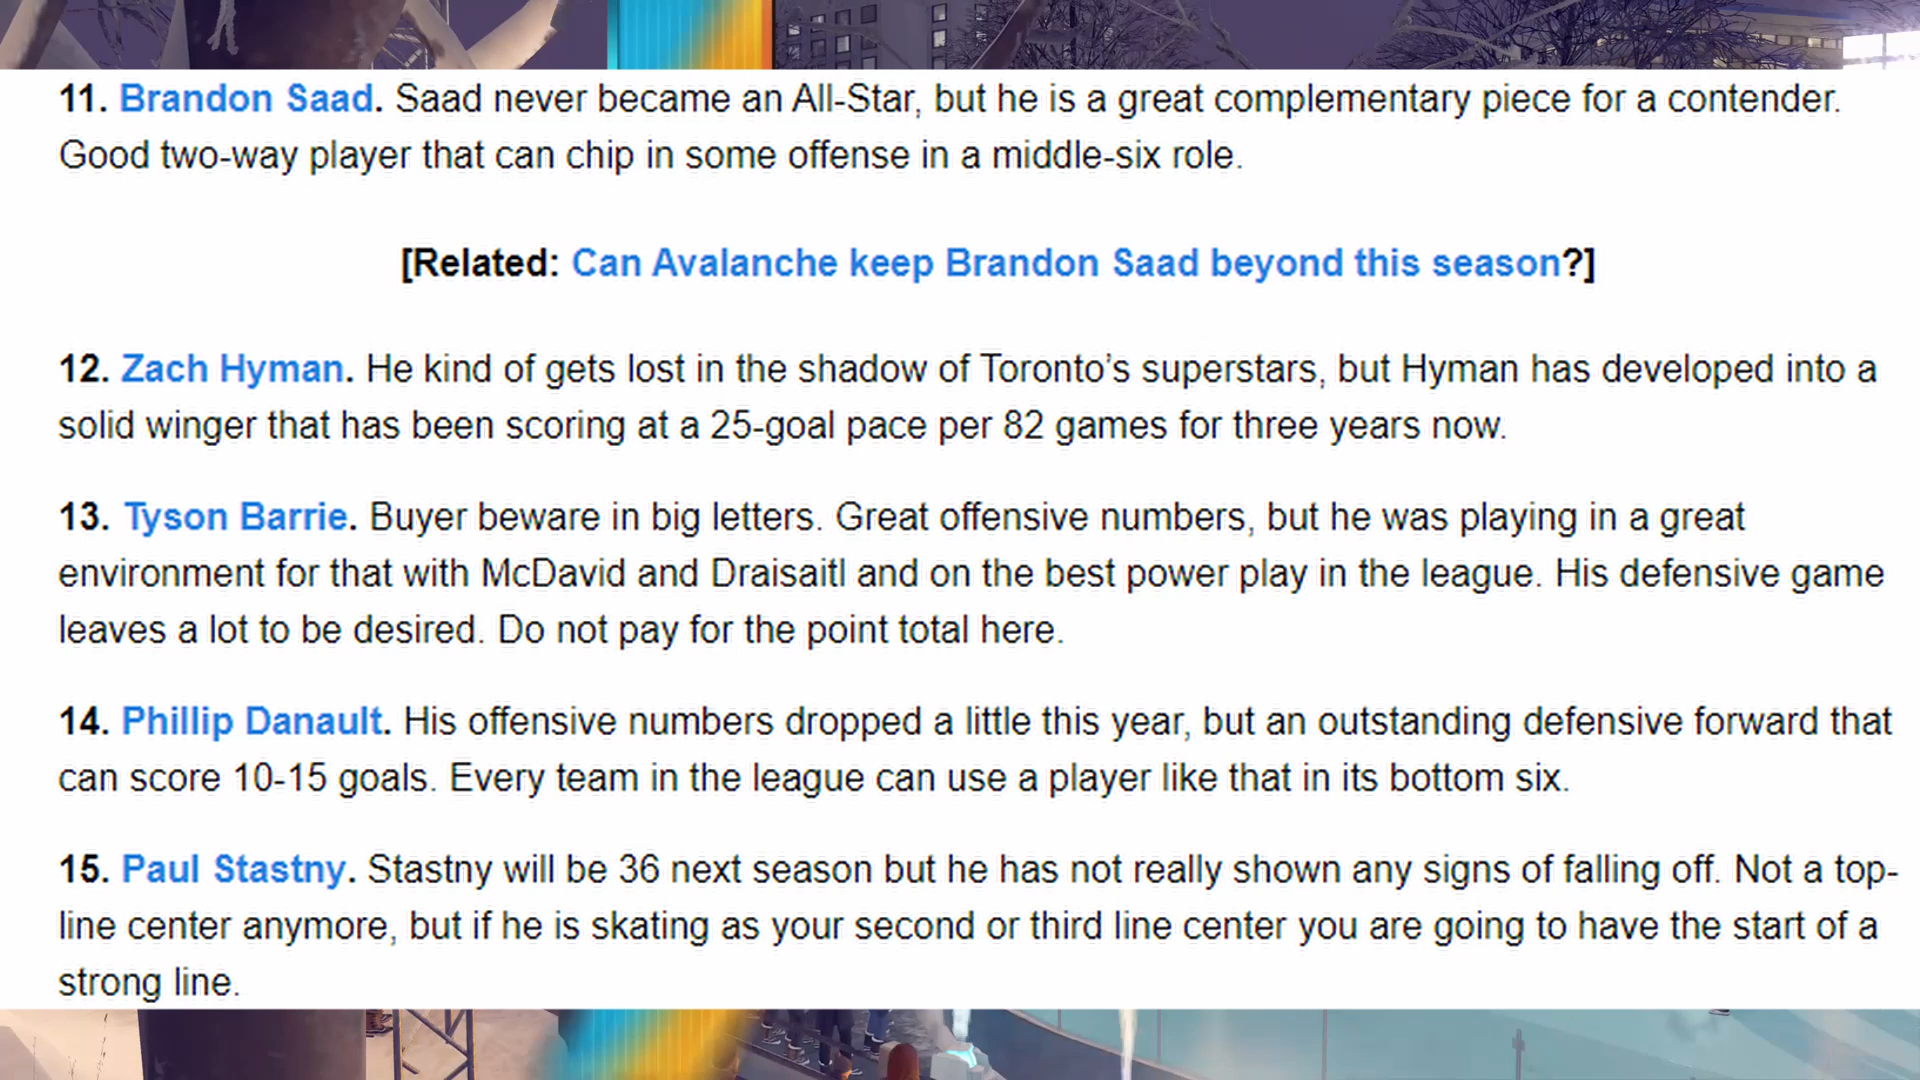 11. Brandon Saad. Saad never became an All-Star, but he is a great complementary piece for a contender.
Good two-way player that can chip in some offense in a middle-six role.
[Related: Can Avalanche keep Brandon Saad beyond this season?]
12. Zach Hyman. He kind of gets lost in the shadow of Toronto’s superstars, but Hyman has developed into a
solid winger that has been scoring at a 25-goal pace per 82 games for three years now.
13. Tyson Barrie. Buyer beware in big letters. Great offensive numbers, but he was playing in a great
environment for that with McDavid and Draisaitl and on the best power play in the league. His defensive game
leaves a lot to be desired. Do not pay for the point total here.
14. Phillip Danault. His offensive numbers dropped a little this year, but an outstanding defensive forward that
can score 10-15 goals. Every team in the league can use a player like that in its bottom six.
15. Paul Stastny. Stastny will be 36 next season but he has not really shown any signs of falling off. Not a top-
line center anymore, but if he is skating as your second or third line center you are going to have the start of a
strong line.